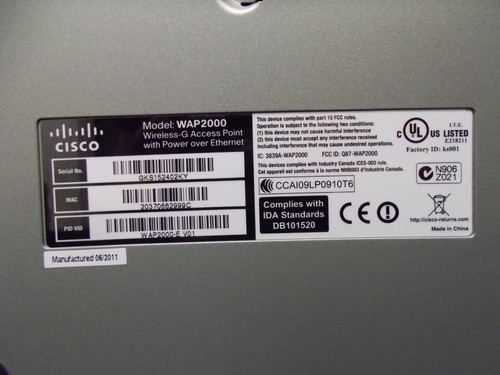 CISCO
Model: WAP2000
Wireless-G Access Point
with Power over Ethernet
Serial No.
GKS152402KY
MAC
20370662999C
PID VID
WAP2000-E V01
Manufactured 06/2011
This device complies with part 15 FCC rules.
Operation is subject to the following two conditions:
(1) this device may not cause harmful interference
(2) this device must accept any interference
received, including interference that may cause
undesired operation.
IC: 3839A-WAP2000 FCC ID: Q87-WAP2000
This device complies with Industry Canada ICES-003 rule.
Cet appareil est conforme a la norme NMB003 d'Industrie Canada.
CCAI09LP0910T6
Complies with
IDA Standards
DB101520
CE
C UL US LISTED
I.T.E.
E218211
Factory ID: ks001
N906
Z021
http://cisco-returns.com
Made in China